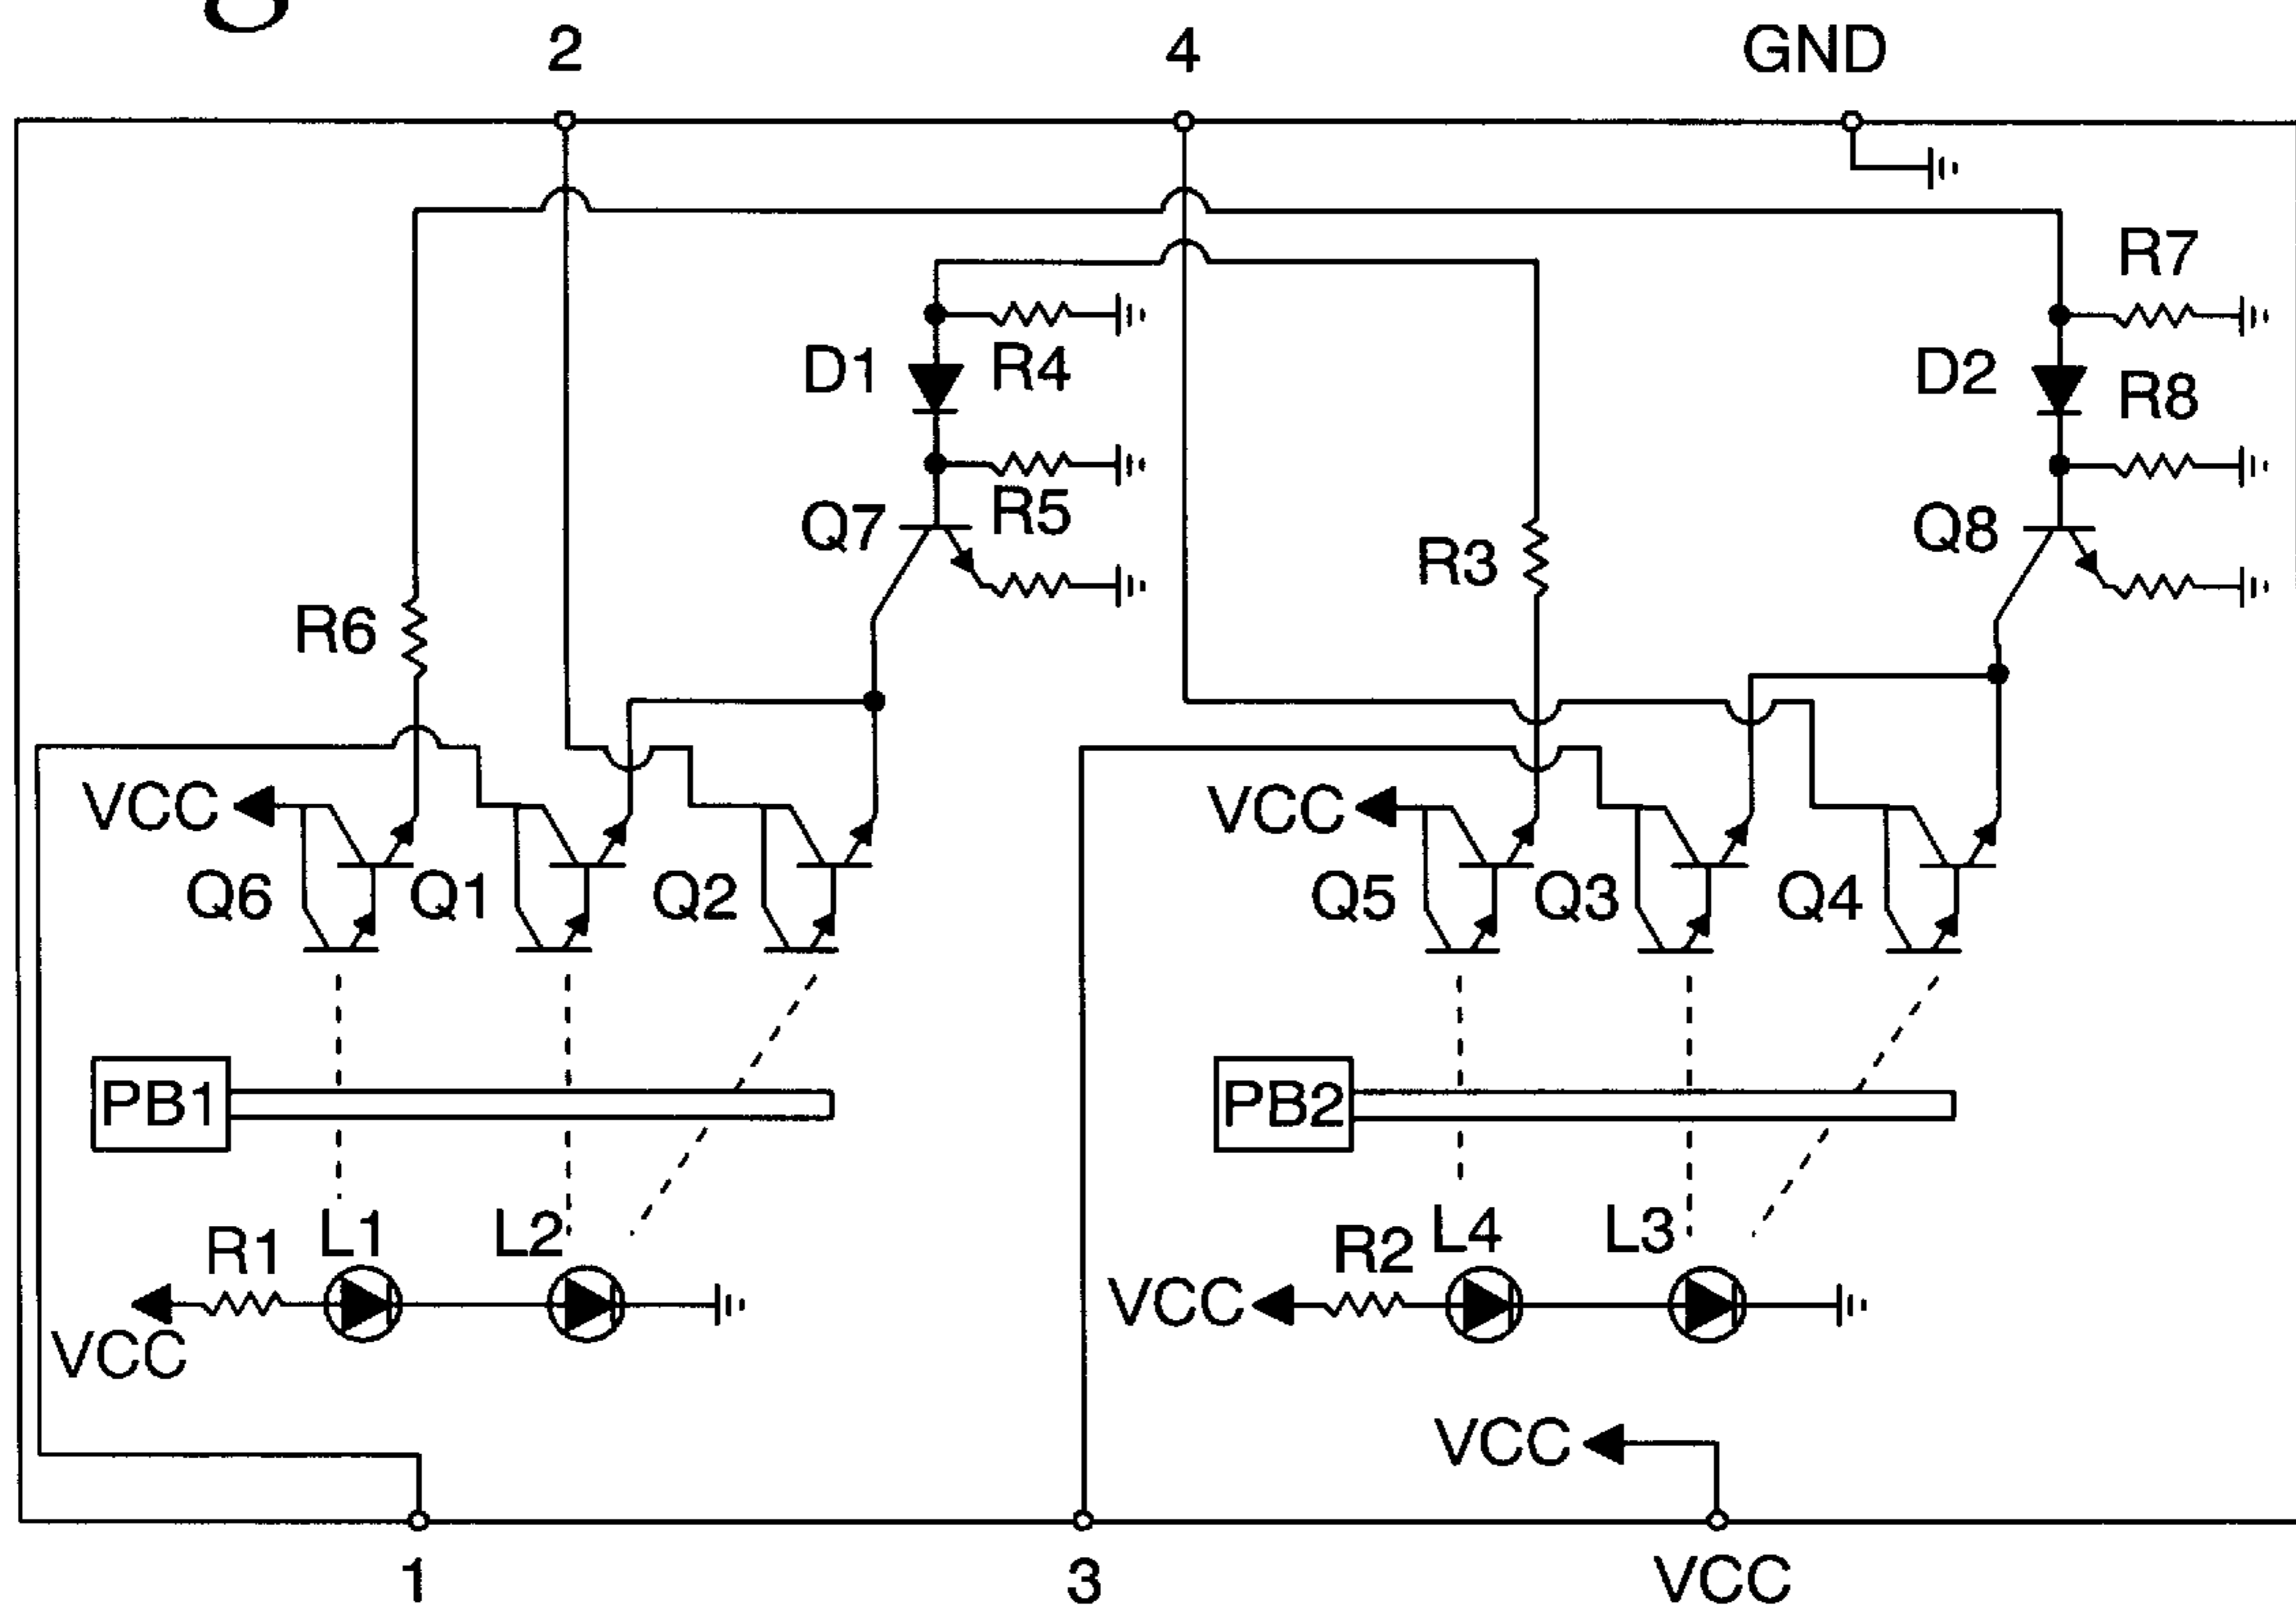 2
4
GND
R7
D1
R4
D2
R8
Q7
R5
Q8
R3
R6
VCC
VCC
Q6
Q1
Q2
Q5
Q3
Q4
PB1
PB2
R1
L1
L2
R2
L4
L3
VCC
VCC
VCC
1
3
VCC